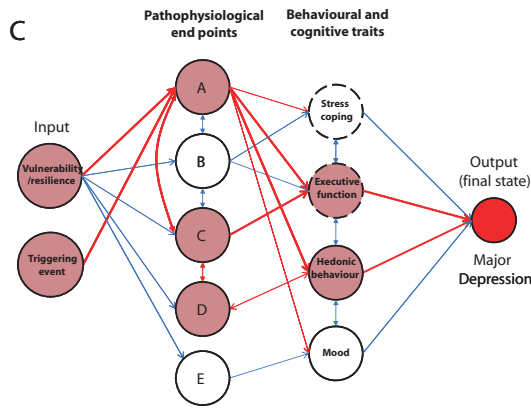 C
Pathophysiological
end points
Behavioural and
cognitive traits
Input
Vulnerability
/resilience
Triggering
event
A
B
C
D
E
Stress
coping
Executive
function
Hedonic
behaviour
Mood
Output
(final state)
Major
Depression